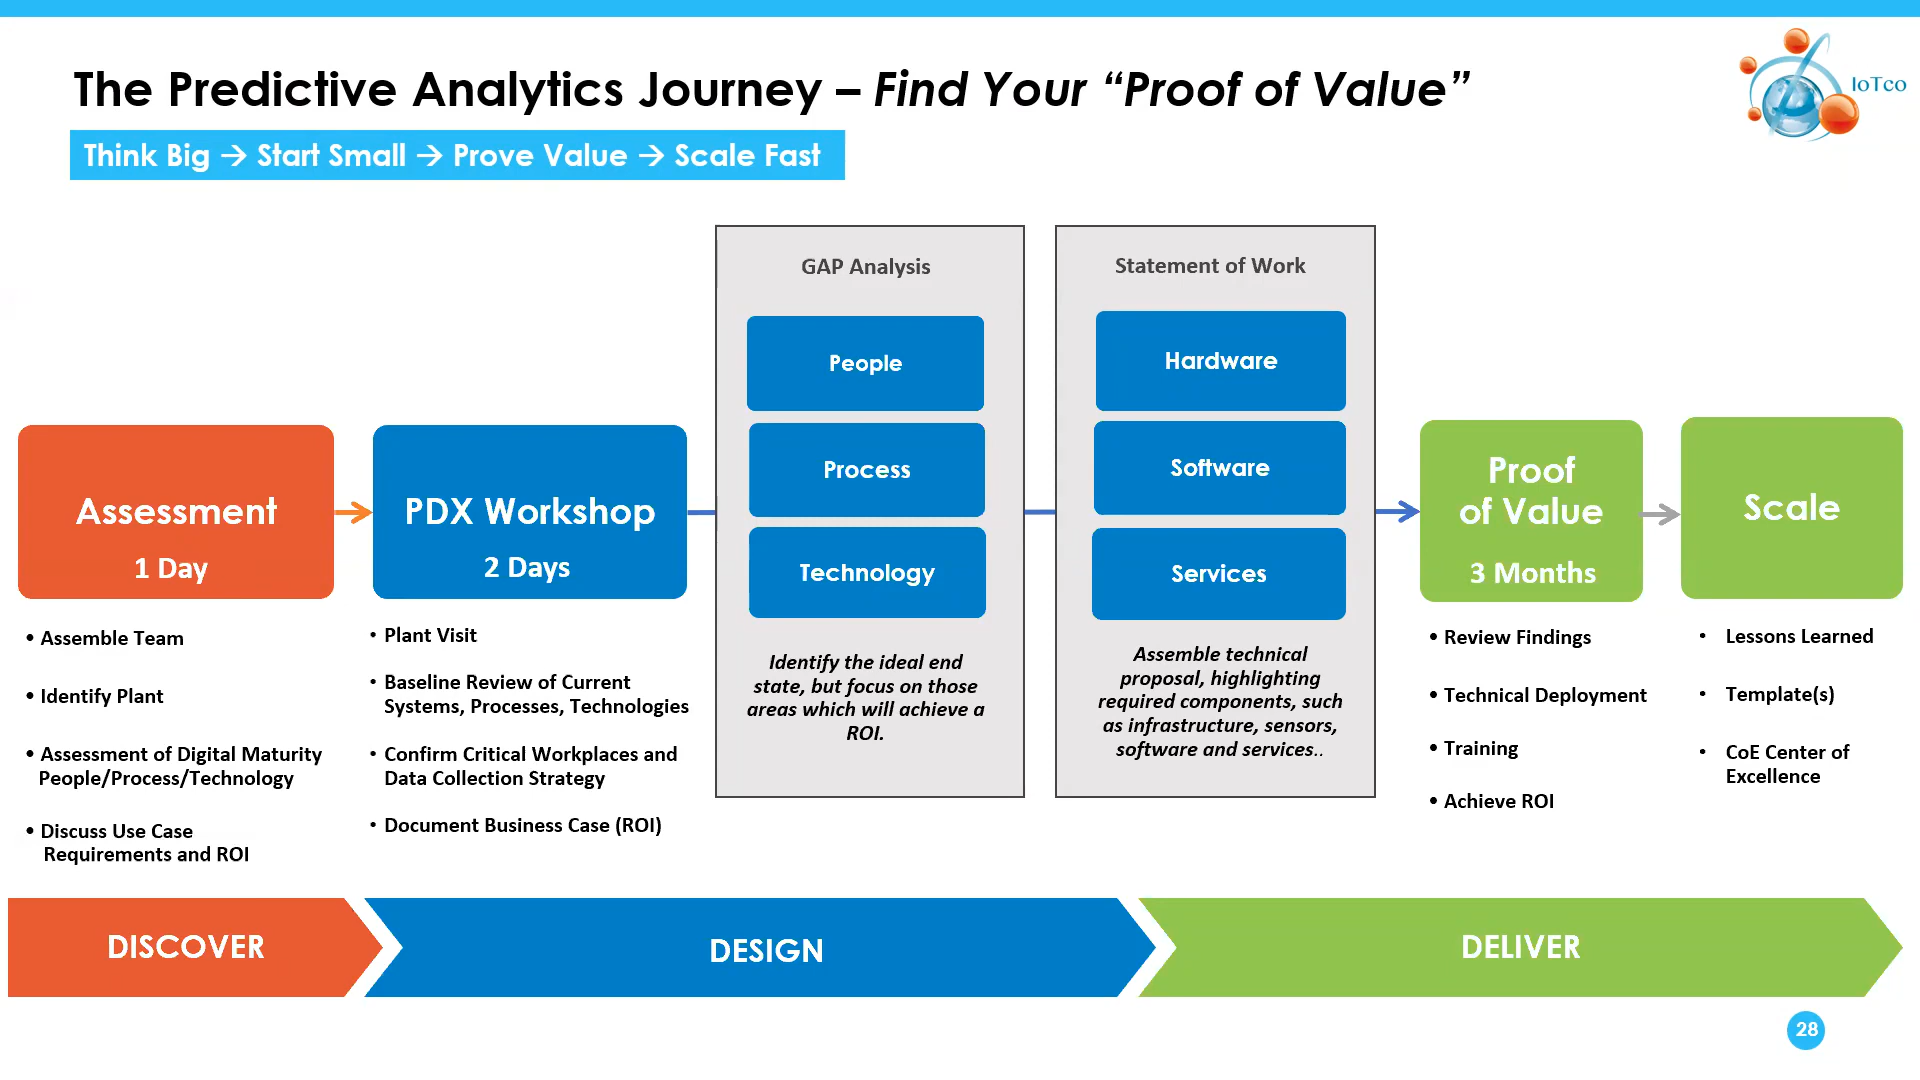 The Predictive Analytics Journey – Find Your “Proof of Value”
IoTco
Think Big → Start Small → Prove Value → Scale Fast
Assessment
1 Day
• Assemble Team
• Identify Plant
• Assessment of Digital Maturity
People/Process/Technology
• Discuss Use Case
Requirements and ROI
PDX Workshop
2 Days
• Plant Visit
• Baseline Review of Current
Systems, Processes, Technologies
• Confirm Critical Workplaces and
Data Collection Strategy
• Document Business Case (ROI)
GAP Analysis
People
Process
Technology
Identify the ideal end
state, but focus on those
areas which will achieve a
ROI.
Statement of Work
Hardware
Software
Services
Assemble technical
proposal, highlighting
required components, such
as infrastructure, sensors,
software and services..
Proof
of Value
3 Months
• Review Findings
• Technical Deployment
• Training
• Achieve ROI
Scale
• Lessons Learned
• Template(s)
• CoE Center of
Excellence
DISCOVER
DESIGN
DELIVER
28